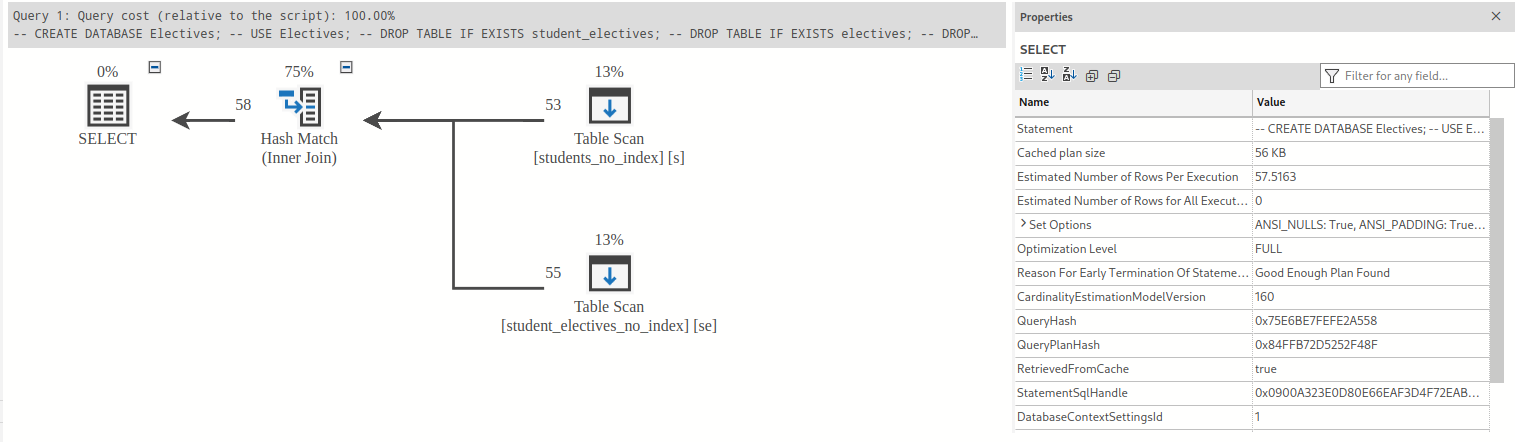 Query 1: Query cost (relative to the script): 100.00%
-- CREATE DATABASE Electives; -- USE Electives; -- DROP TABLE IF EXISTS student_electives; -- DROP TABLE IF EXISTS electives; -- DROP…
0%
SELECT
58
75%
Hash Match
(Inner Join)
53
13%
Table Scan
[students_no_index] [s]
55
13%
Table Scan
[student_electives_no_index] [se]
Properties
SELECT
Filter for any field...
Name Value
Statement -- CREATE DATABASE Electives; -- USE E...
Cached plan size 56 KB
Estimated Number of Rows Per Execution 57.5163
Estimated Number of Rows for All Execut... 0
Set Options ANSI_NULLS: True, ANSI_PADDING: True...
Optimization Level FULL
Reason For Early Termination Of Stateme... Good Enough Plan Found
CardinalityEstimationModelVersion 160
QueryHash 0x75E6BE7FEFE2A558
QueryPlanHash 0x84FFB72D5252F48F
RetrievedFromCache true
StatementSqlHandle 0x0900A323E0D80E66EAF3D4F72EAB...
DatabaseContextSettingsId 1